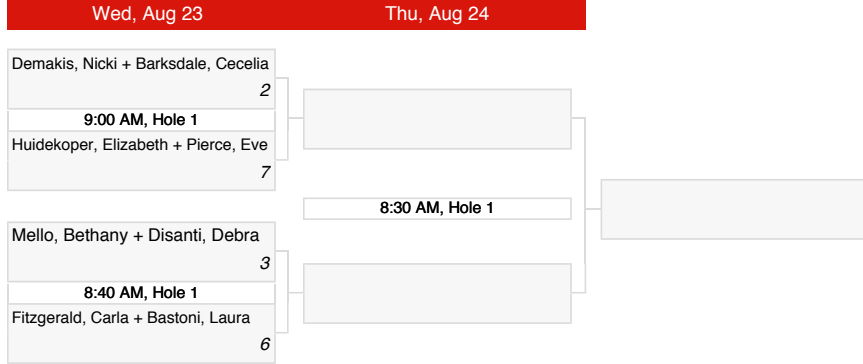 Wed, Aug 23
Thu, Aug 24
Demakis, Nicki + Barksdale, Cecelia
2
9:00 AM, Hole 1
Huidekoper, Elizabeth + Pierce, Eve
7
8:30 AM, Hole 1
Mello, Bethany + Disanti, Debra
3
8:40 AM, Hole 1
Fitzgerald, Carla + Bastoni, Laura
6